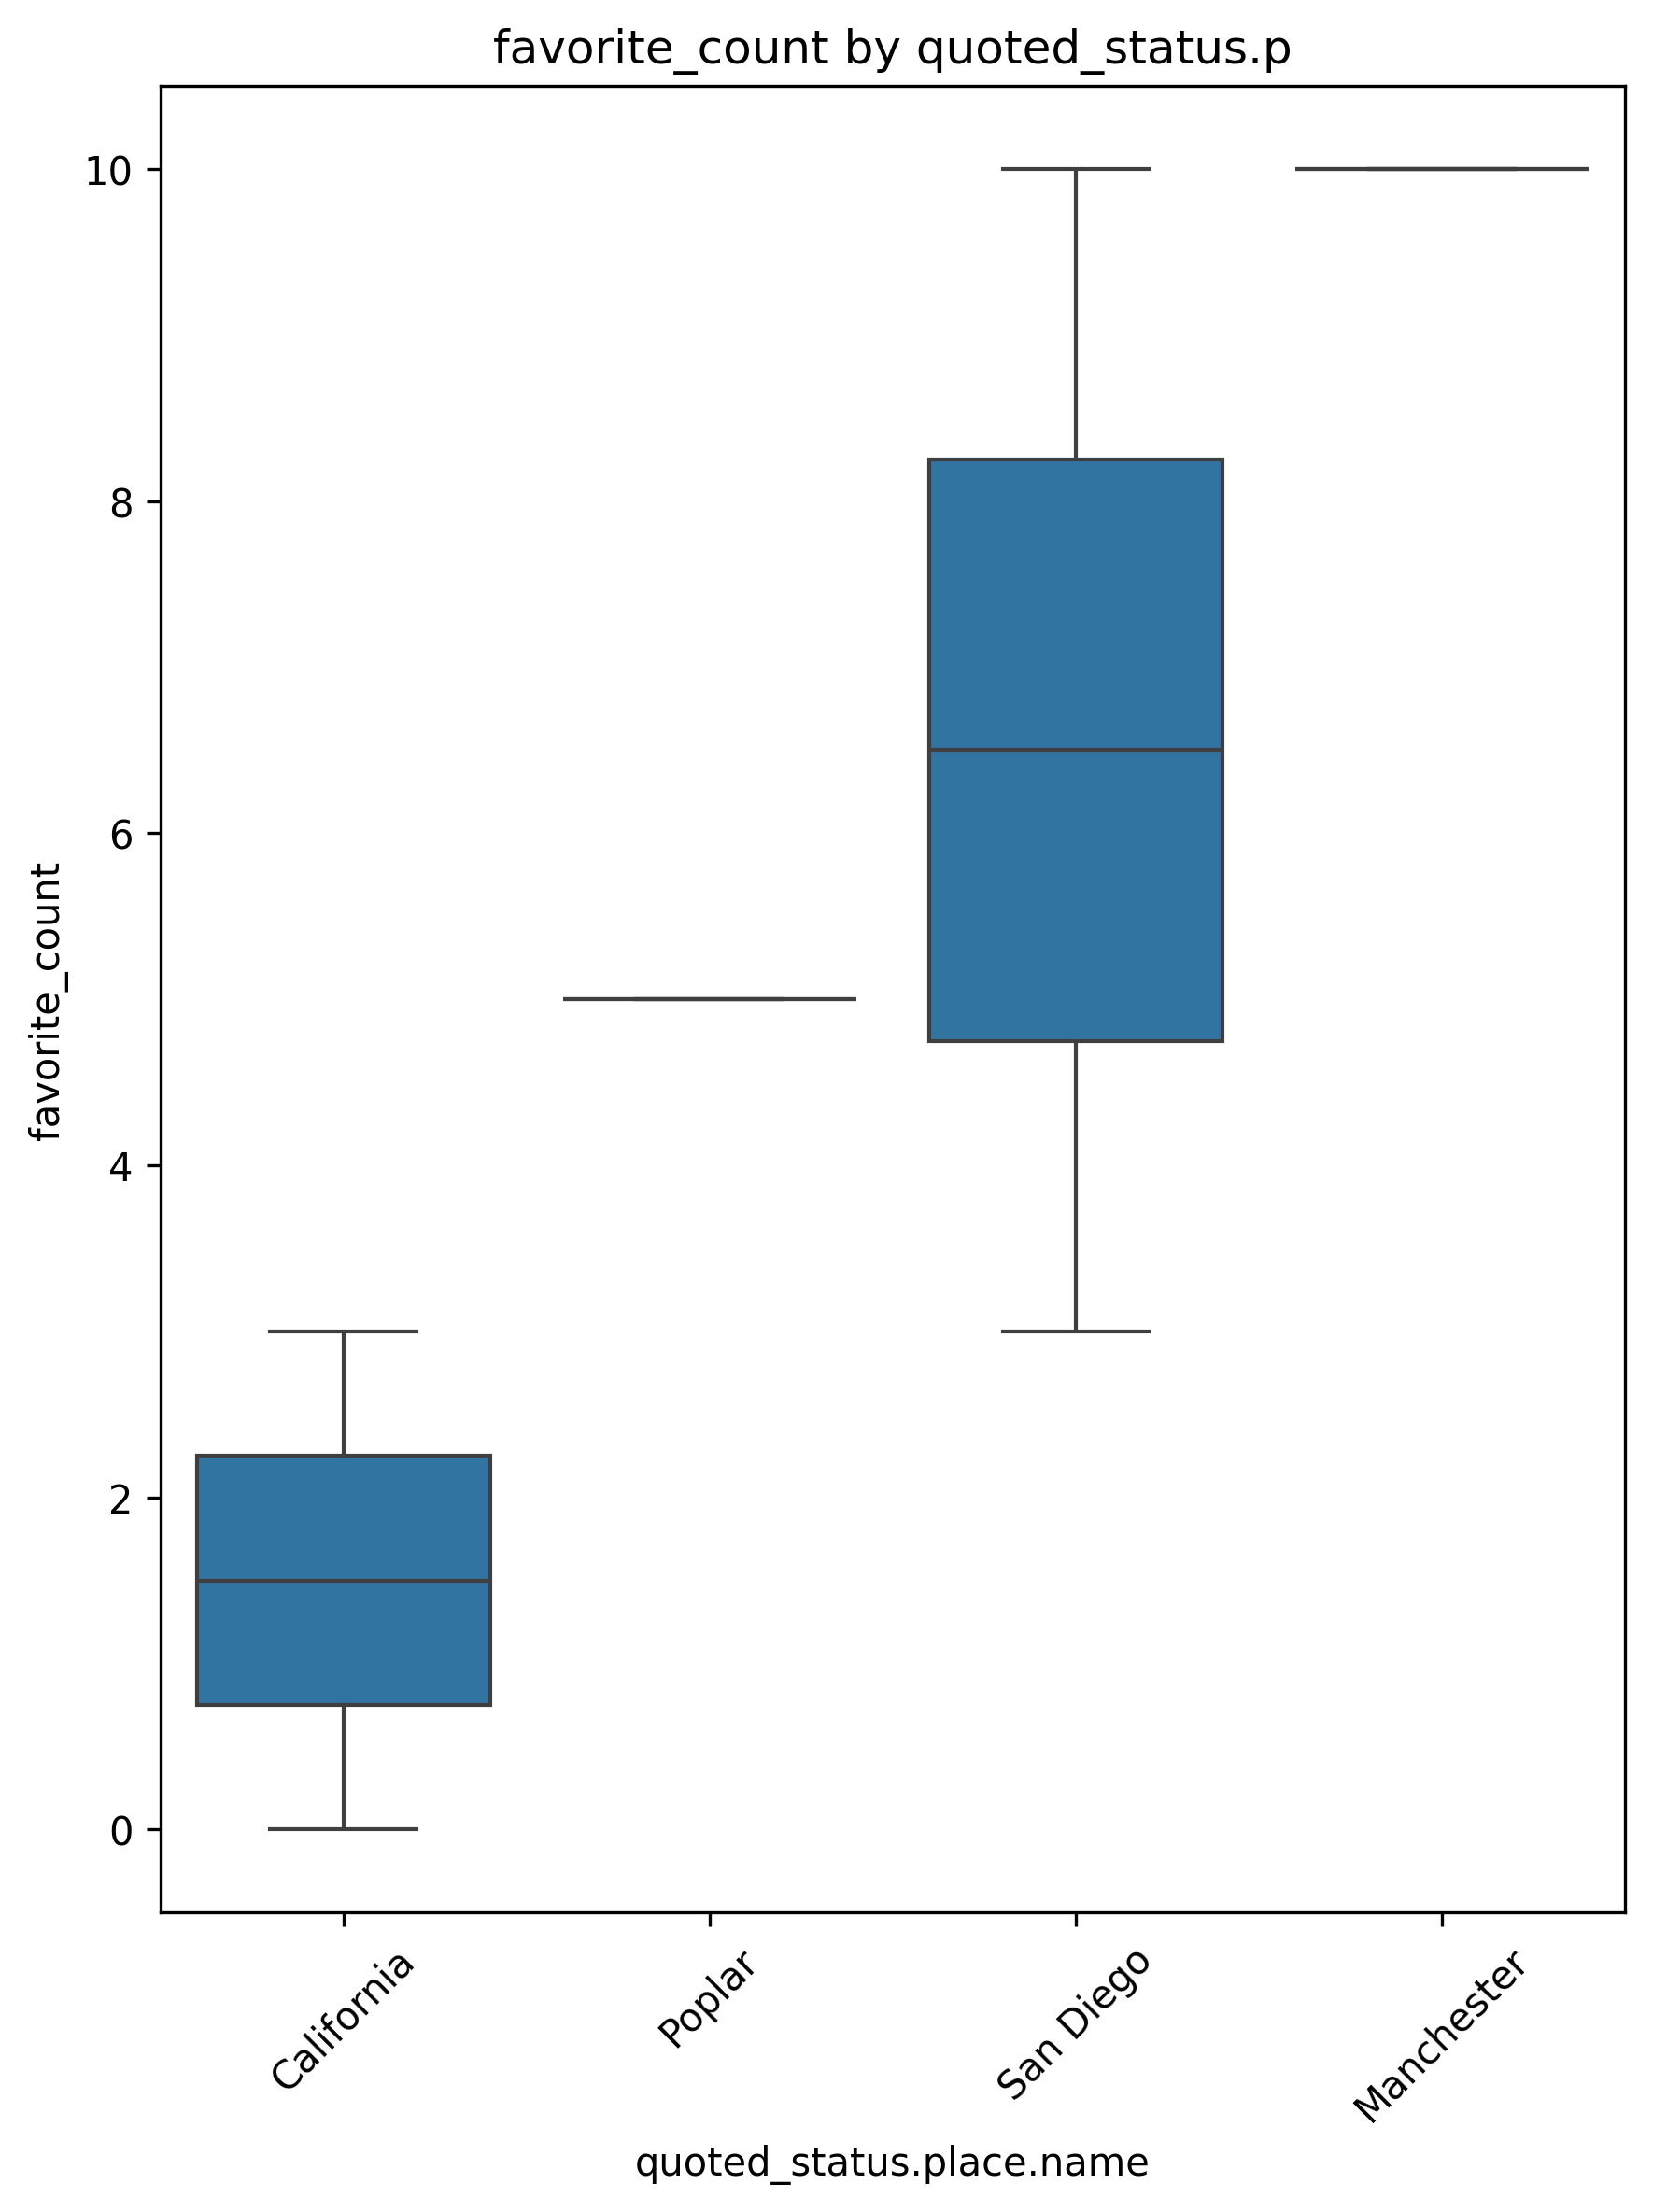 favorite_count by quoted_status.p
10
8
6
4
2
0
favorite_count
California
Poplar
San Diego
Manchester
quoted_status.place.name